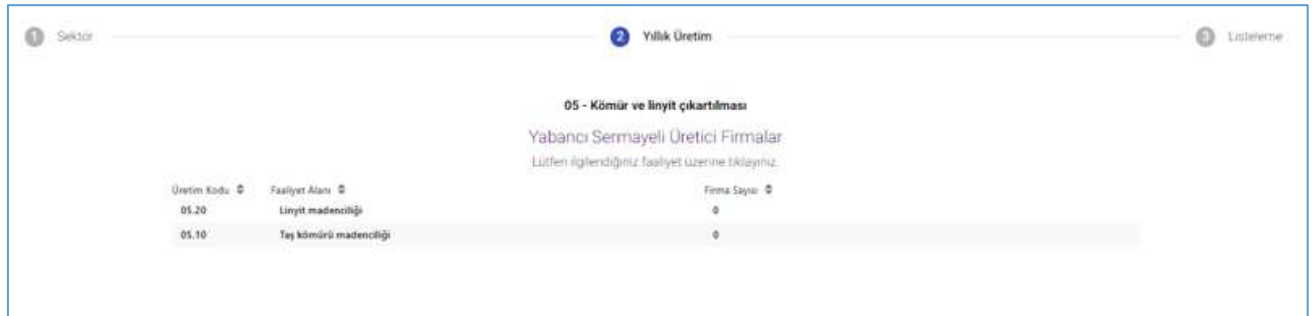 1 Sektör 2 Yıllık Üretim 3 Listeleme
05 - Kömür ve linyit çıkartılması
Yabancı Sermayeli Üretici Firmalar
Lütfen ilgilendiğiniz faaliyet üzerine tıklayınız.
Üretim Kodu Faaliyet Alanı Firma Sayısı
05.20 Linyit madenciliği 0
05.10 Taş kömürü madenciliği 0